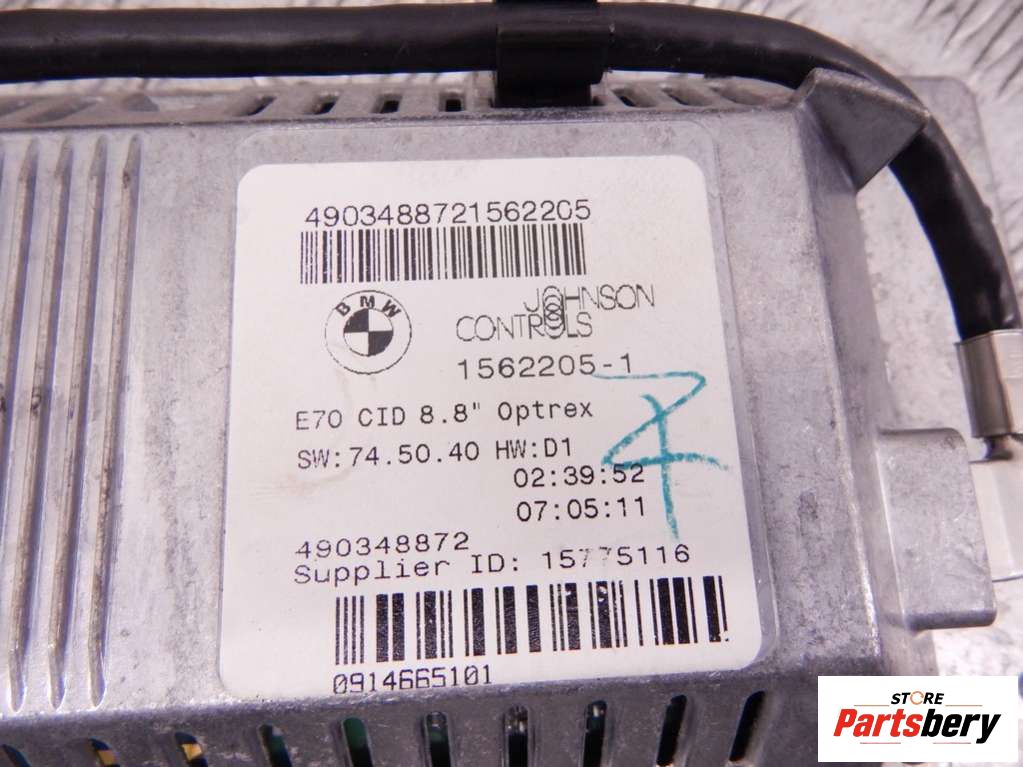 4903488721562205
BMW
JOHNSON
CONTROLS
1562205-1
E70 CID 8.8" Optrex
SW:74.50.40 HW:D1
02:39:52
07:05:11
490348872
Supplier ID: 15775116
0914665101
STORE
Partsbery